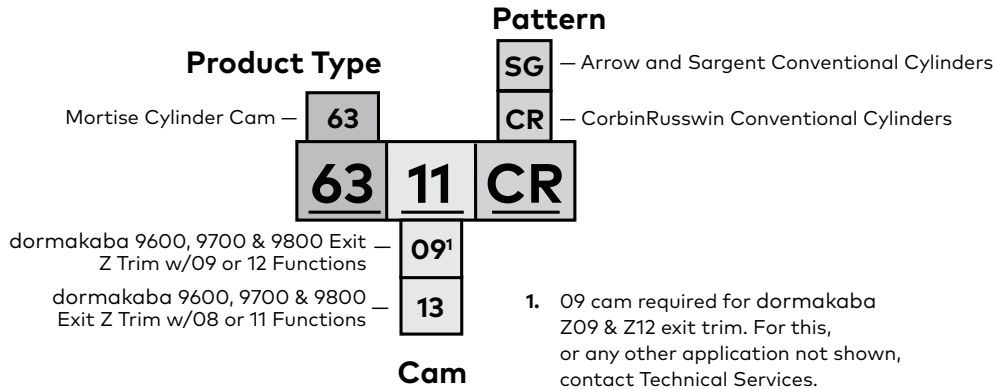 Pattern
SG — Arrow and Sargent Conventional Cylinders
Product Type
Mortise Cylinder Cam — 63
CR — CorbinRusswin Conventional Cylinders
63 11 CR
dormakaba 9600, 9700 & 9800 Exit — 09¹
Z Trim w/09 or 12 Functions
dormakaba 9600, 9700 & 9800 — 13
Exit Z Trim w/08 or 11 Functions
Cam
1. 09 cam required for dormakaba
Z09 & Z12 exit trim. For this,
or any other application not shown,
contact Technical Services.